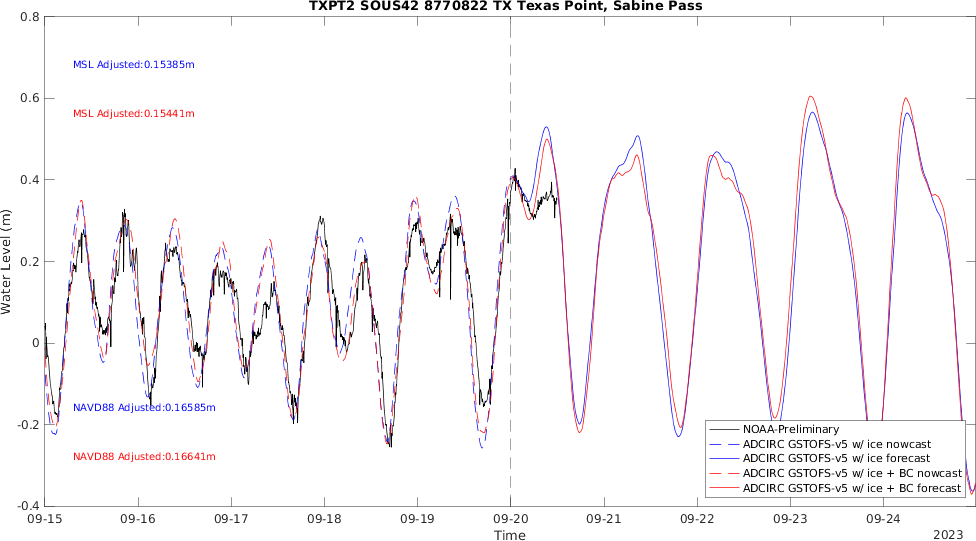 TXPT2 SOUS42 8770822 TX Texas Point, Sabine Pass
0.8
0.6
0.4
0.2
0
-0.2
-0.4
Water Level (m)
MSL Adjusted:0.15385m
MSL Adjusted:0.15441m
NAVD88 Adjusted:0.16585m
NAVD88 Adjusted:0.16641m
NOAA-Preliminary
ADCIRC GSTOFS-v5 w/ ice nowcast
ADCIRC GSTOFS-v5 w/ ice forecast
ADCIRC GSTOFS-v5 w/ ice + BC nowcast
ADCIRC GSTOFS-v5 w/ ice + BC forecast
09-15 09-16 09-17 09-18 09-19 09-20 09-21 09-22 09-23 09-24
Time
2023